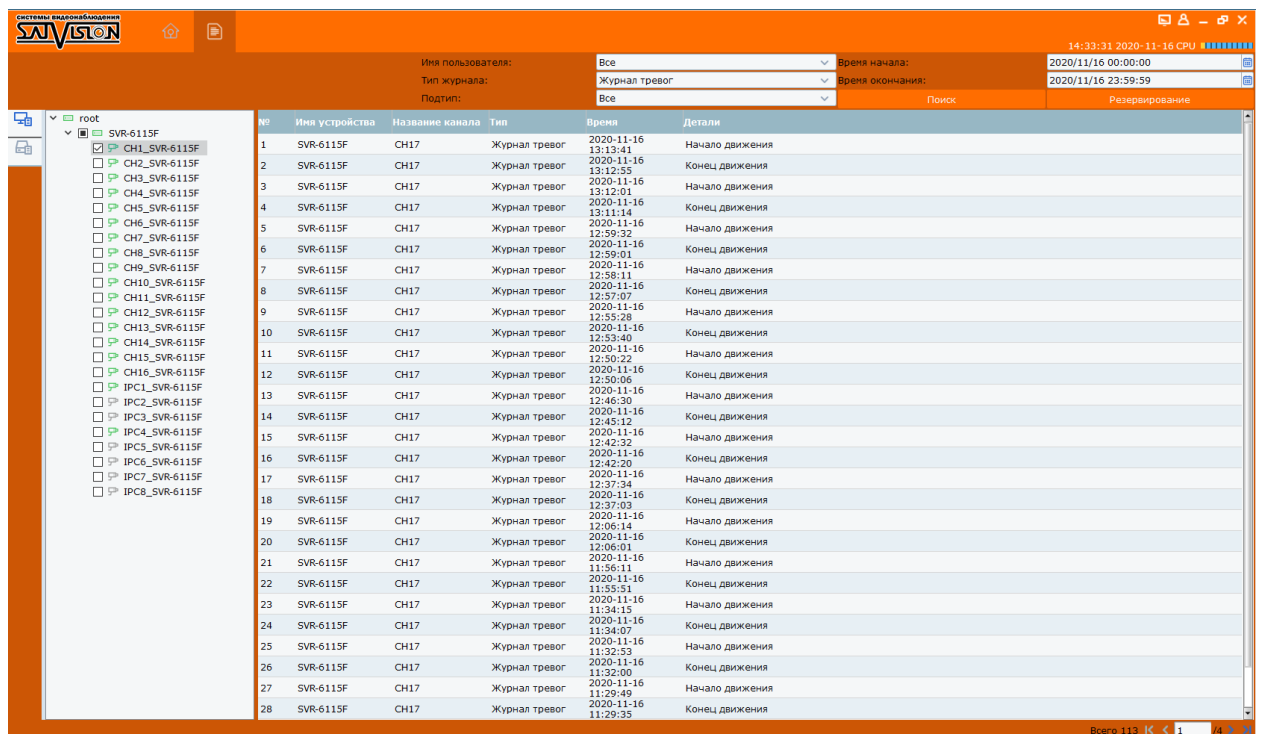 СИСТЕМЫ ВИДЕОНАБЛЮДЕНИЯ
SATVISION
14:33:31 2020-11-16 CPU
Имя пользователя: Все Время начала: 2020/11/16 00:00:00
Тип журнала: Журнал тревог Время окончания: 2020/11/16 23:59:59
Подтип: Все Поиск Резервирование
root
SVR-6115F
CH1_SVR-6115F
CH2_SVR-6115F
CH3_SVR-6115F
CH4_SVR-6115F
CH5_SVR-6115F
CH6_SVR-6115F
CH7_SVR-6115F
CH8_SVR-6115F
CH9_SVR-6115F
CH10_SVR-6115F
CH11_SVR-6115F
CH12_SVR-6115F
CH13_SVR-6115F
CH14_SVR-6115F
CH15_SVR-6115F
CH16_SVR-6115F
IPC1_SVR-6115F
IPC2_SVR-6115F
IPC3_SVR-6115F
IPC4_SVR-6115F
IPC5_SVR-6115F
IPC6_SVR-6115F
IPC7_SVR-6115F
IPC8_SVR-6115F
№ Имя устройства Название канала Тип Время Детали
1 SVR-6115F CH17 Журнал тревог 2020-11-16 13:13:41 Начало движения
2 SVR-6115F CH17 Журнал тревог 2020-11-16 13:12:55 Конец движения
3 SVR-6115F CH17 Журнал тревог 2020-11-16 13:12:01 Начало движения
4 SVR-6115F CH17 Журнал тревог 2020-11-16 13:11:14 Конец движения
5 SVR-6115F CH17 Журнал тревог 2020-11-16 12:59:32 Начало движения
6 SVR-6115F CH17 Журнал тревог 2020-11-16 12:59:01 Конец движения
7 SVR-6115F CH17 Журнал тревог 2020-11-16 12:58:11 Начало движения
8 SVR-6115F CH17 Журнал тревог 2020-11-16 12:57:07 Конец движения
9 SVR-6115F CH17 Журнал тревог 2020-11-16 12:55:28 Начало движения
10 SVR-6115F CH17 Журнал тревог 2020-11-16 12:53:40 Конец движения
11 SVR-6115F CH17 Журнал тревог 2020-11-16 12:50:22 Начало движения
12 SVR-6115F CH17 Журнал тревог 2020-11-16 12:50:06 Конец движения
13 SVR-6115F CH17 Журнал тревог 2020-11-16 12:46:30 Начало движения
14 SVR-6115F CH17 Журнал тревог 2020-11-16 12:45:12 Конец движения
15 SVR-6115F CH17 Журнал тревог 2020-11-16 12:42:32 Начало движения
16 SVR-6115F CH17 Журнал тревог 2020-11-16 12:42:20 Конец движения
17 SVR-6115F CH17 Журнал тревог 2020-11-16 12:37:34 Начало движения
18 SVR-6115F CH17 Журнал тревог 2020-11-16 12:37:03 Конец движения
19 SVR-6115F CH17 Журнал тревог 2020-11-16 12:06:14 Начало движения
20 SVR-6115F CH17 Журнал тревог 2020-11-16 12:06:01 Конец движения
21 SVR-6115F CH17 Журнал тревог 2020-11-16 11:56:11 Начало движения
22 SVR-6115F CH17 Журнал тревог 2020-11-16 11:55:51 Конец движения
23 SVR-6115F CH17 Журнал тревог 2020-11-16 11:34:15 Начало движения
24 SVR-6115F CH17 Журнал тревог 2020-11-16 11:34:07 Конец движения
25 SVR-6115F CH17 Журнал тревог 2020-11-16 11:32:53 Начало движения
26 SVR-6115F CH17 Журнал тревог 2020-11-16 11:32:00 Конец движения
27 SVR-6115F CH17 Журнал тревог 2020-11-16 11:29:49 Начало движения
28 SVR-6115F CH17 Журнал тревог 2020-11-16 11:29:35 Конец движения
Всего 113 1 /4